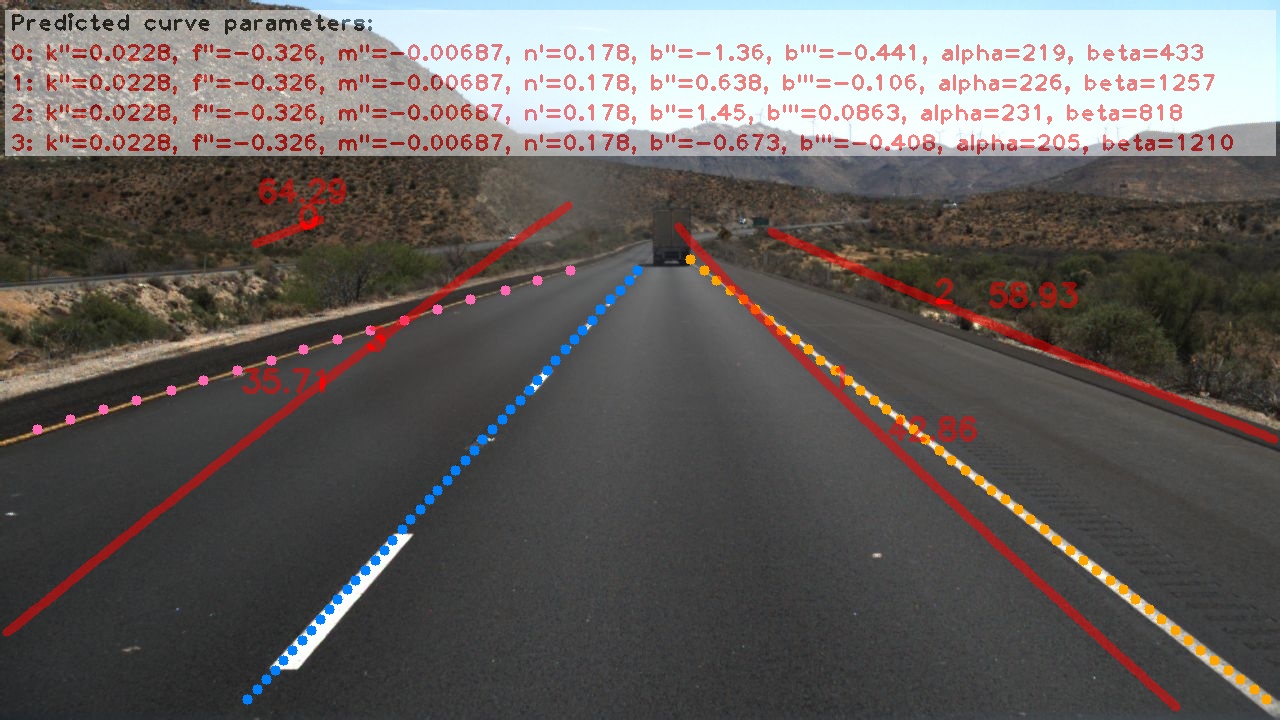 Predicted curve parameters:
0: k''=0.0228, f''=-0.326, m''=-0.00687, n'=0.178, b''=-1.36, b'''=-0.441, alpha=219, beta=433
1: k''=0.0228, f''=-0.326, m''=-0.00687, n'=0.178, b''=0.638, b'''=-0.106, alpha=226, beta=1257
2: k''=0.0228, f''=-0.326, m''=-0.00687, n'=0.178, b''=1.45, b'''=0.0863, alpha=231, beta=818
3: k''=0.0228, f''=-0.326, m''=-0.00687, n'=0.178, b''=-0.673, b'''=-0.408, alpha=205, beta=1210
64.29
0
2 58.93
3
35.71